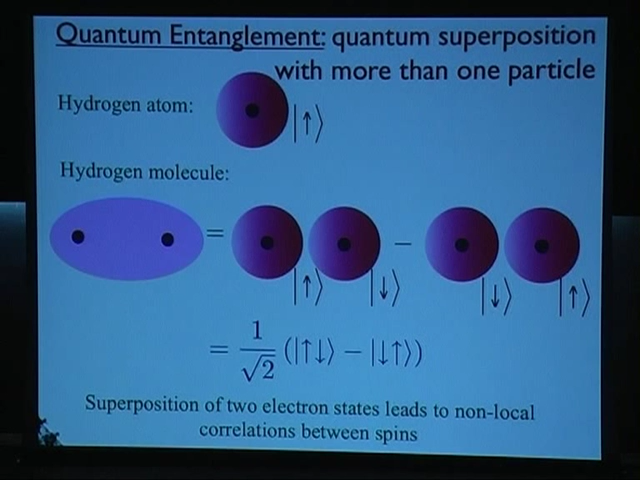 Quantum Entanglement: quantum superposition
with more than one particle
Hydrogen atom:
|↑⟩
Hydrogen molecule:
= −
|↑⟩ |↓⟩ |↓⟩ |↑⟩
= 1/√2 (|↑↓⟩ − |↓↑⟩)
Superposition of two electron states leads to non-local
correlations between spins